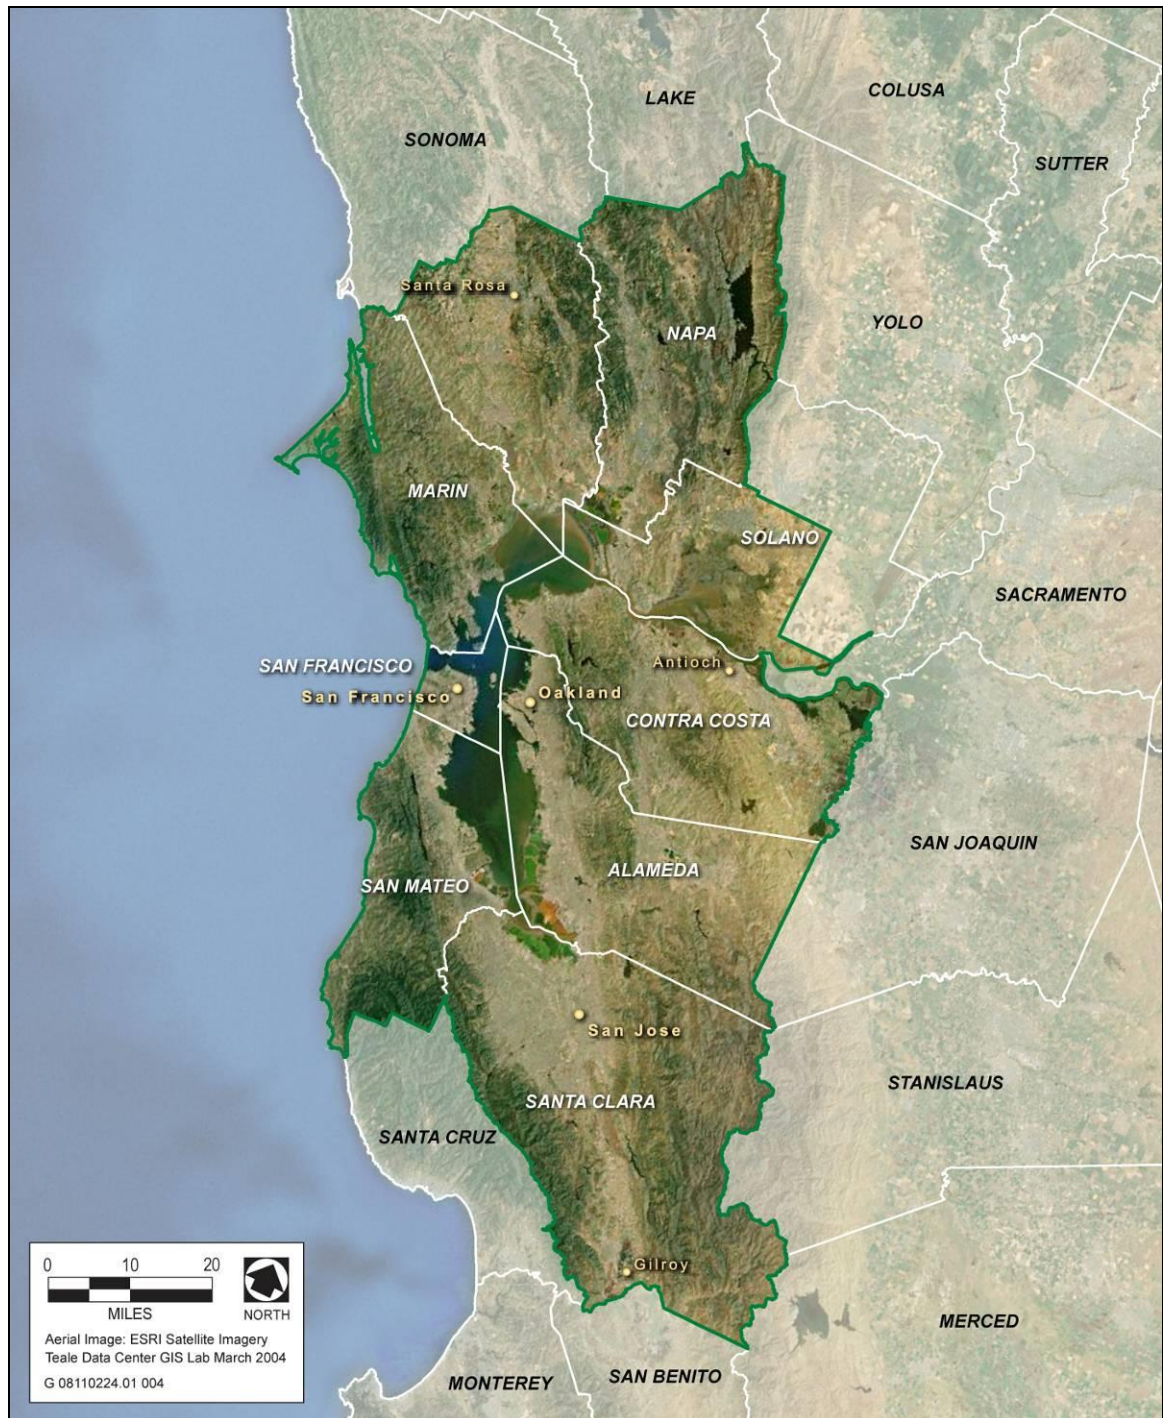 LAKE
COLUSA
SONOMA
SUTTER
Santa Rosa
NAPA
YOLO
MARIN
SOLANO
SACRAMENTO
SAN FRANCISCO
Antioch
San Francisco
Oakland
CONTRA COSTA
SAN JOAQUIN
ALAMEDA
SAN MATEO
San Jose
STANISLAUS
SANTA CLARA
SANTA CRUZ
Gilroy
MERCED
SAN BENITO
MONTEREY
0 10 20
MILES
NORTH
Aerial Image: ESRI Satellite Imagery
Teale Data Center GIS Lab March 2004
G 08110224.01 004